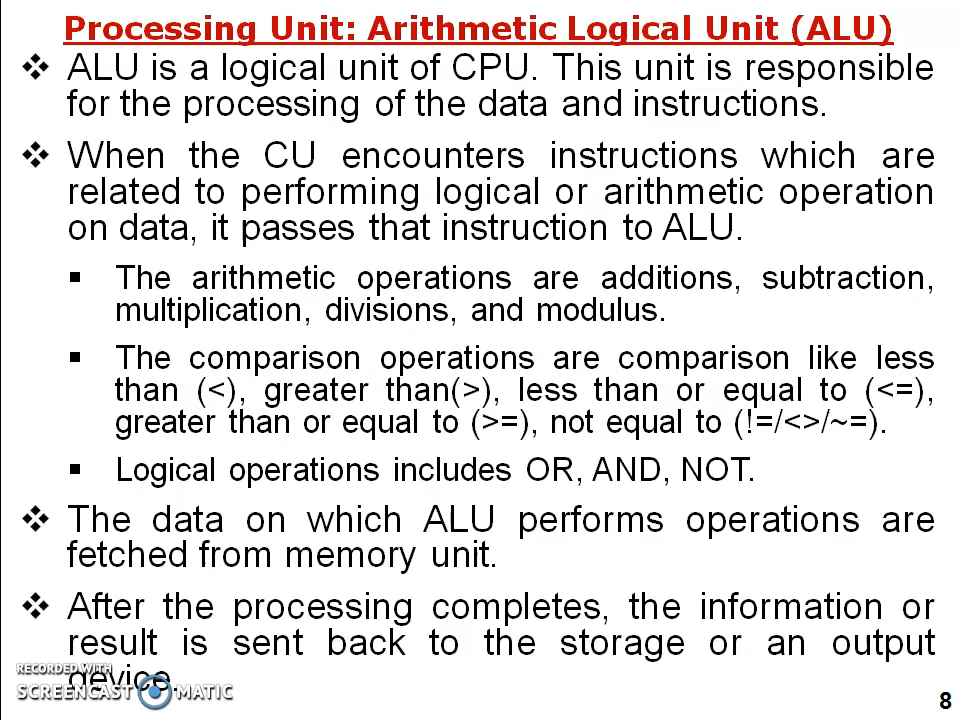 Processing Unit: Arithmetic Logical Unit (ALU)
❖ ALU is a logical unit of CPU. This unit is responsible
for the processing of the data and instructions.
❖ When the CU encounters instructions which are
related to performing logical or arithmetic operation
on data, it passes that instruction to ALU.
▪ The arithmetic operations are additions, subtraction,
multiplication, divisions, and modulus.
▪ The comparison operations are comparison like less
than (<), greater than(>), less than or equal to (<=),
greater than or equal to (>=), not equal to (!=/<>/~=).
▪ Logical operations includes OR, AND, NOT.
❖ The data on which ALU performs operations are
fetched from memory unit.
❖ After the processing completes, the information or
result is sent back to the storage or an output
device.
RECORDED WITH
SCREENCAST MATIC
8